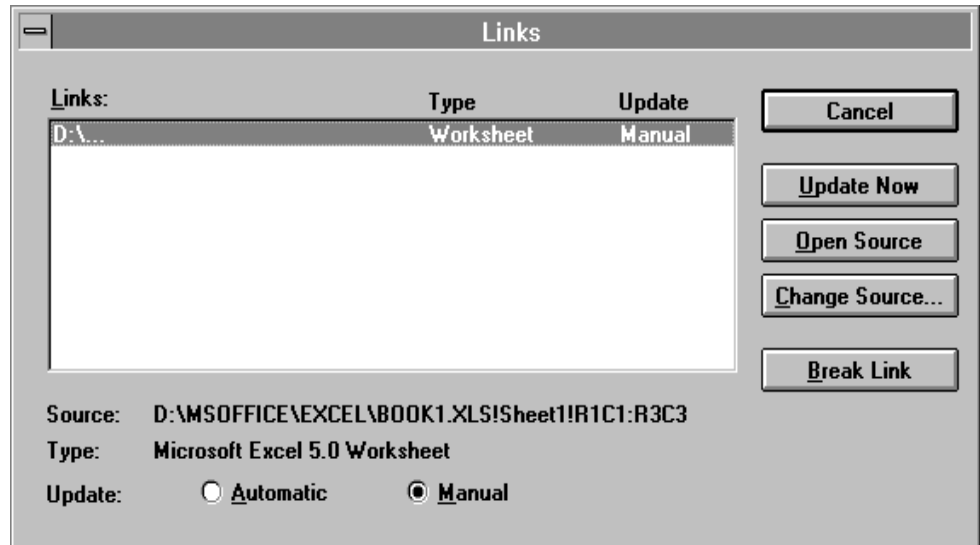 Links
Links: Type Update
D:\... Worksheet Manual
Cancel
Update Now
Open Source
Change Source...
Break Link
Source: D:\MSOFFICE\EXCEL\BOOK1.XLS!Sheet1!R1C1:R3C3
Type: Microsoft Excel 5.0 Worksheet
Update: Automatic Manual